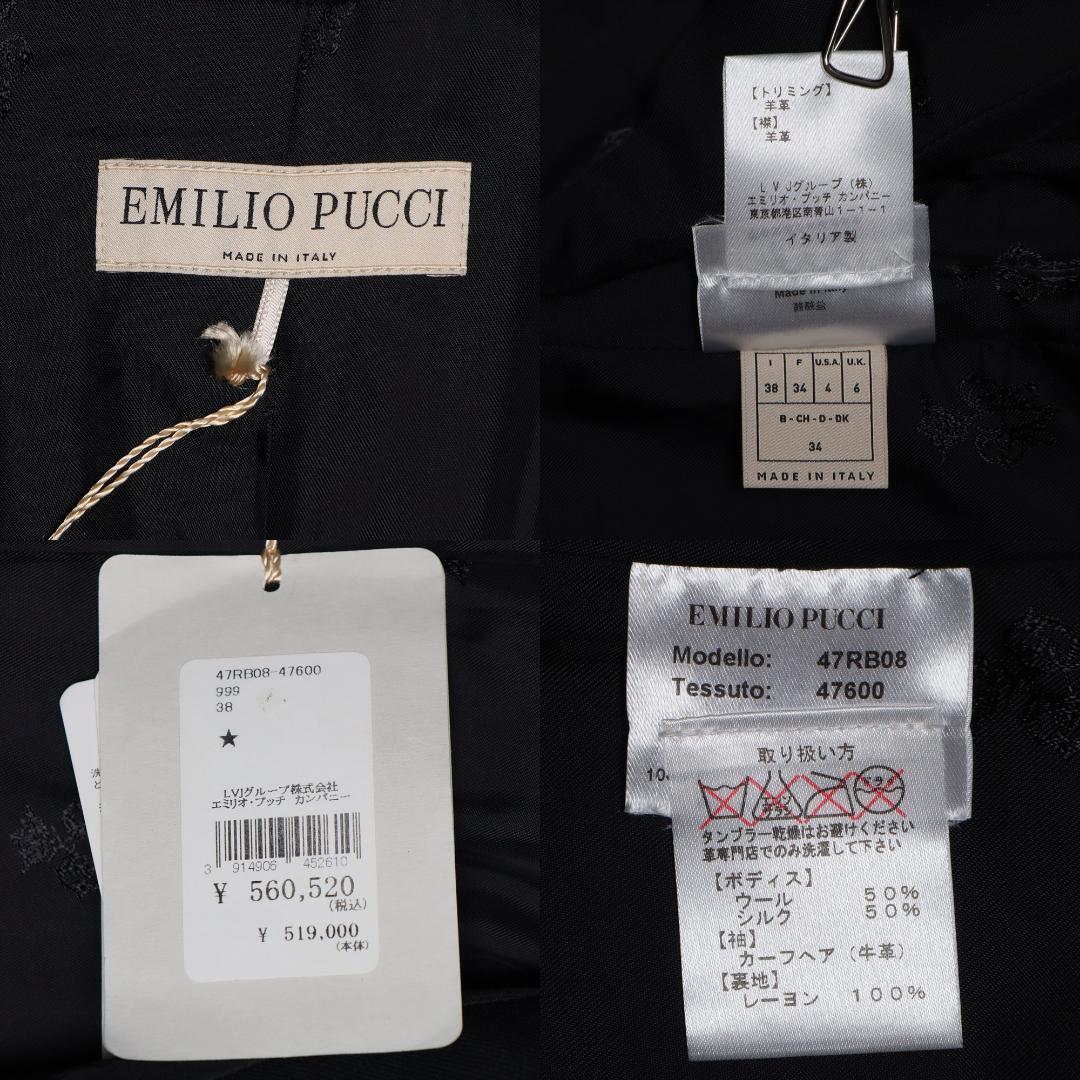 EMILIO PUCCI
MADE IN ITALY
【トリミング】
羊革
【襟】
羊革
LVJグループ(株)
エミリオ・プッチ カンパニー
東京都港区南青山1-1-1
イタリア製
Made in Italy
I F U.S.A. U.K.
38 34 4 6
B - CH - D - DK
34
MADE IN ITALY
47RB08-47600
999
38
★
LVJグループ株式会社
エミリオ・プッチ カンパニー
3 914906 452610
¥ 560,520
(税込)
¥ 519,000
(本体)
EMILIO PUCCI
Modello: 47RB08
Tessuto: 47600
取り扱い方
タンブラー乾燥はお避けください
革専門店でのみ洗濯して下さい
【ボディス】
ウール 50%
シルク 50%
【袖】
カーフヘア(牛革)
【裏地】
レーヨン 100%